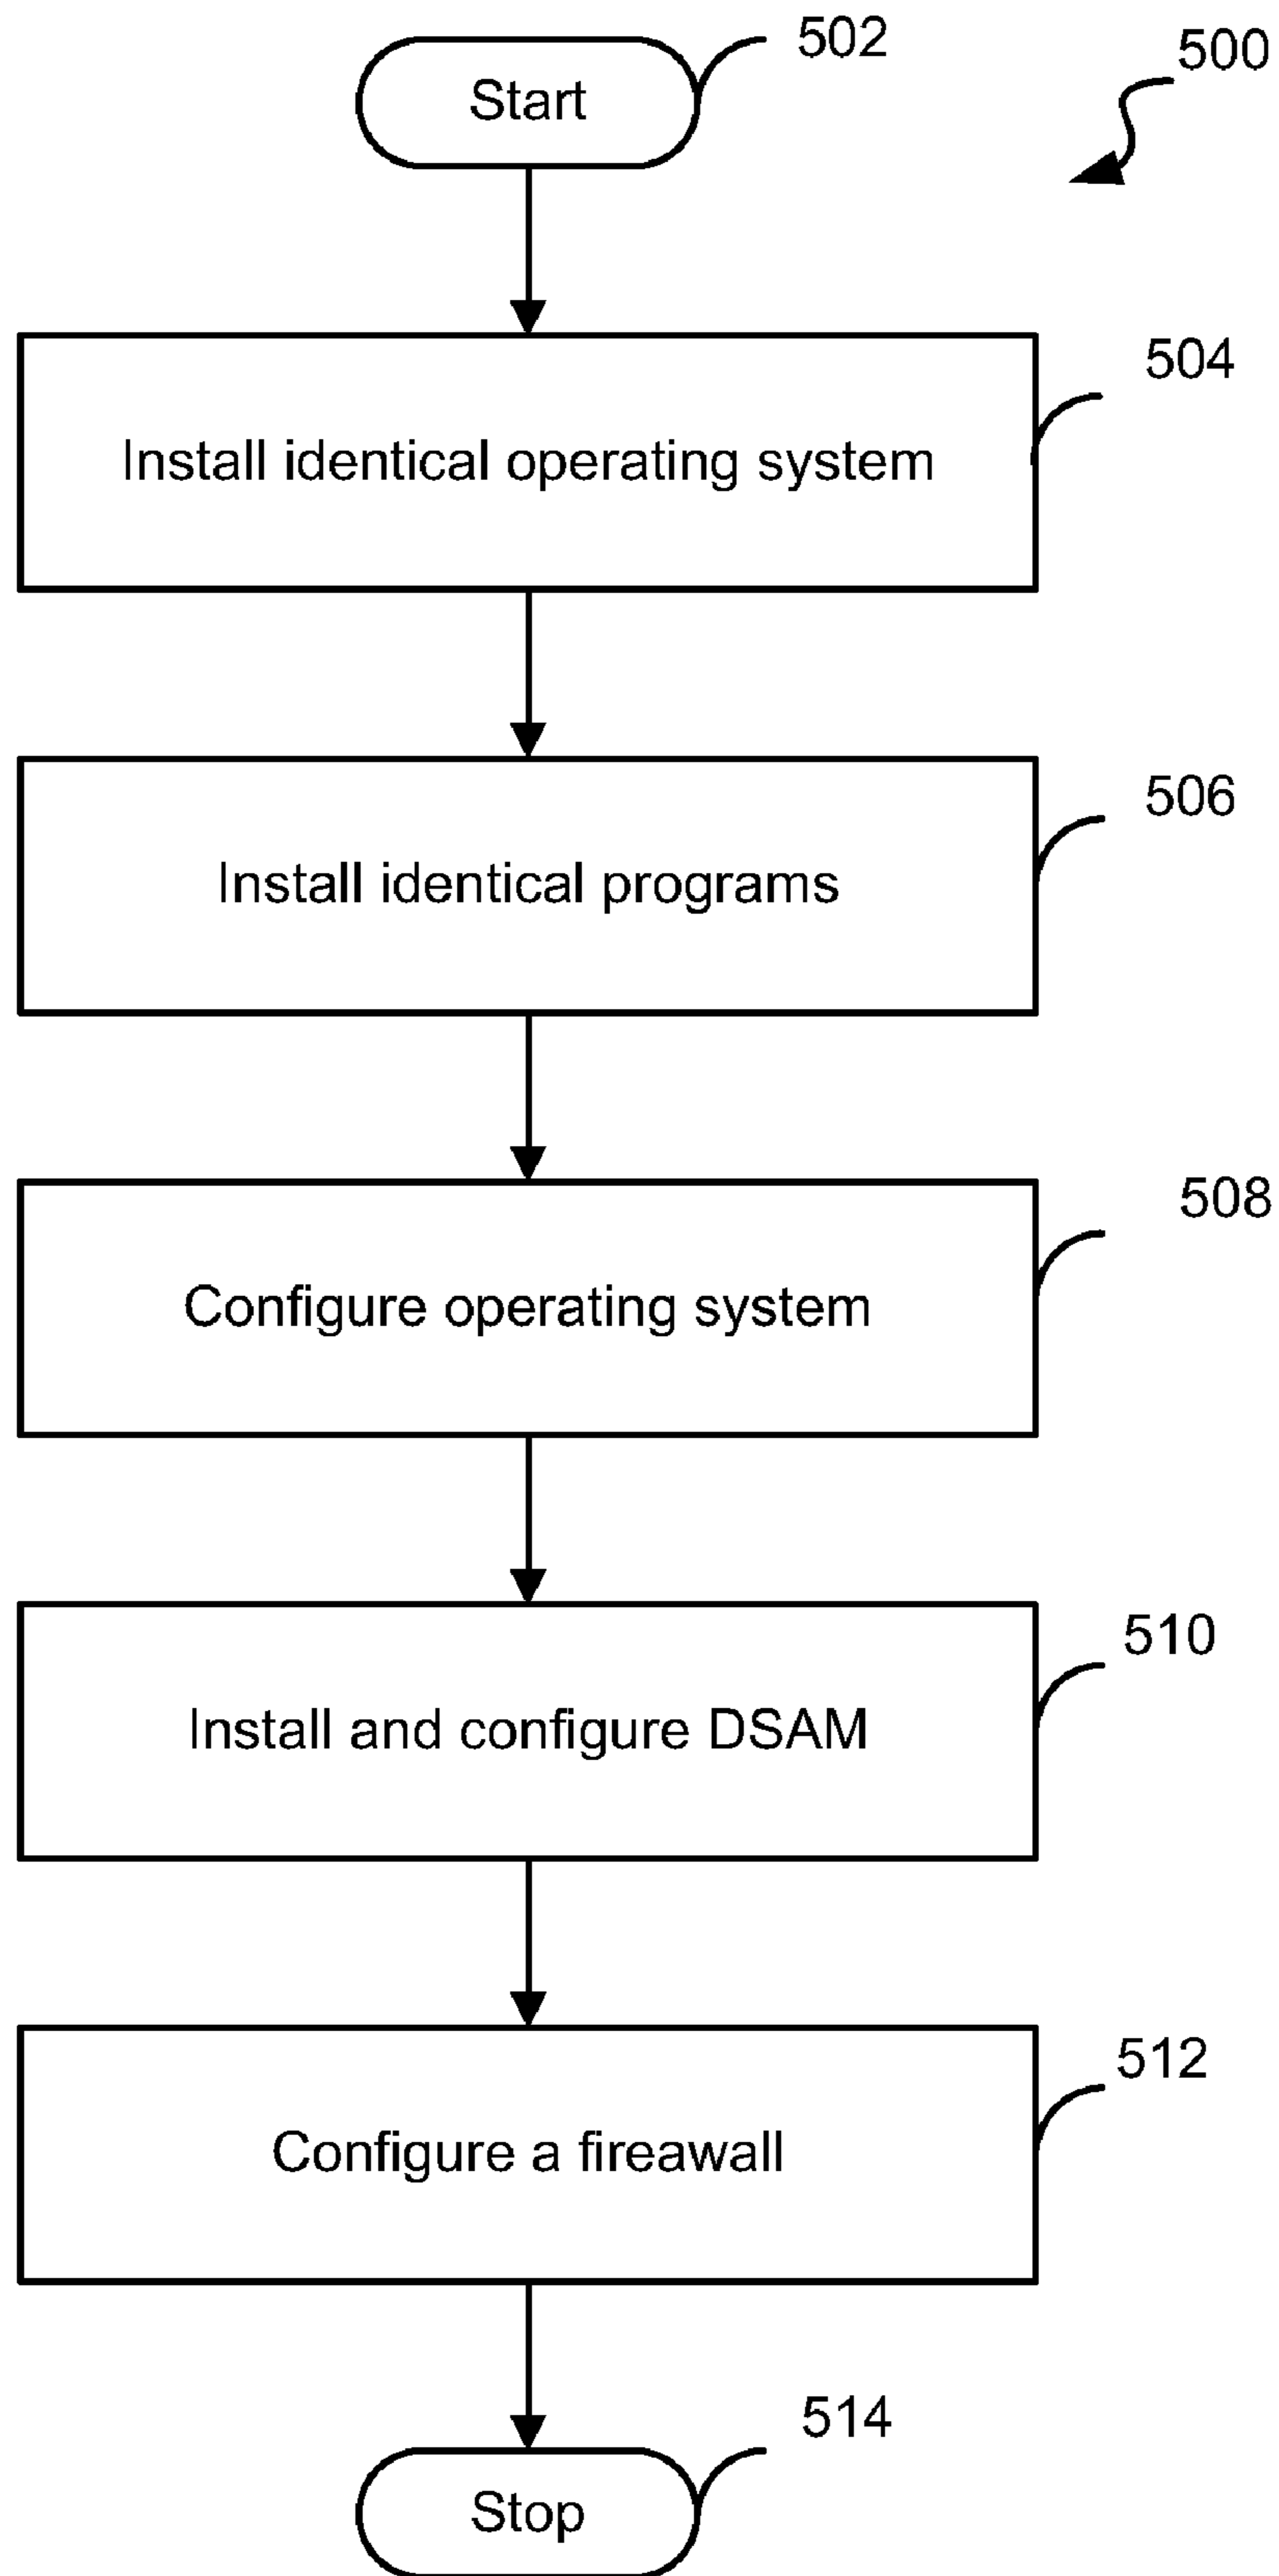 502
500
Start
504
Install identical operating system
506
Install identical programs
508
Configure operating system
510
Install and configure DSAM
512
Configure a fireawall
514
Stop